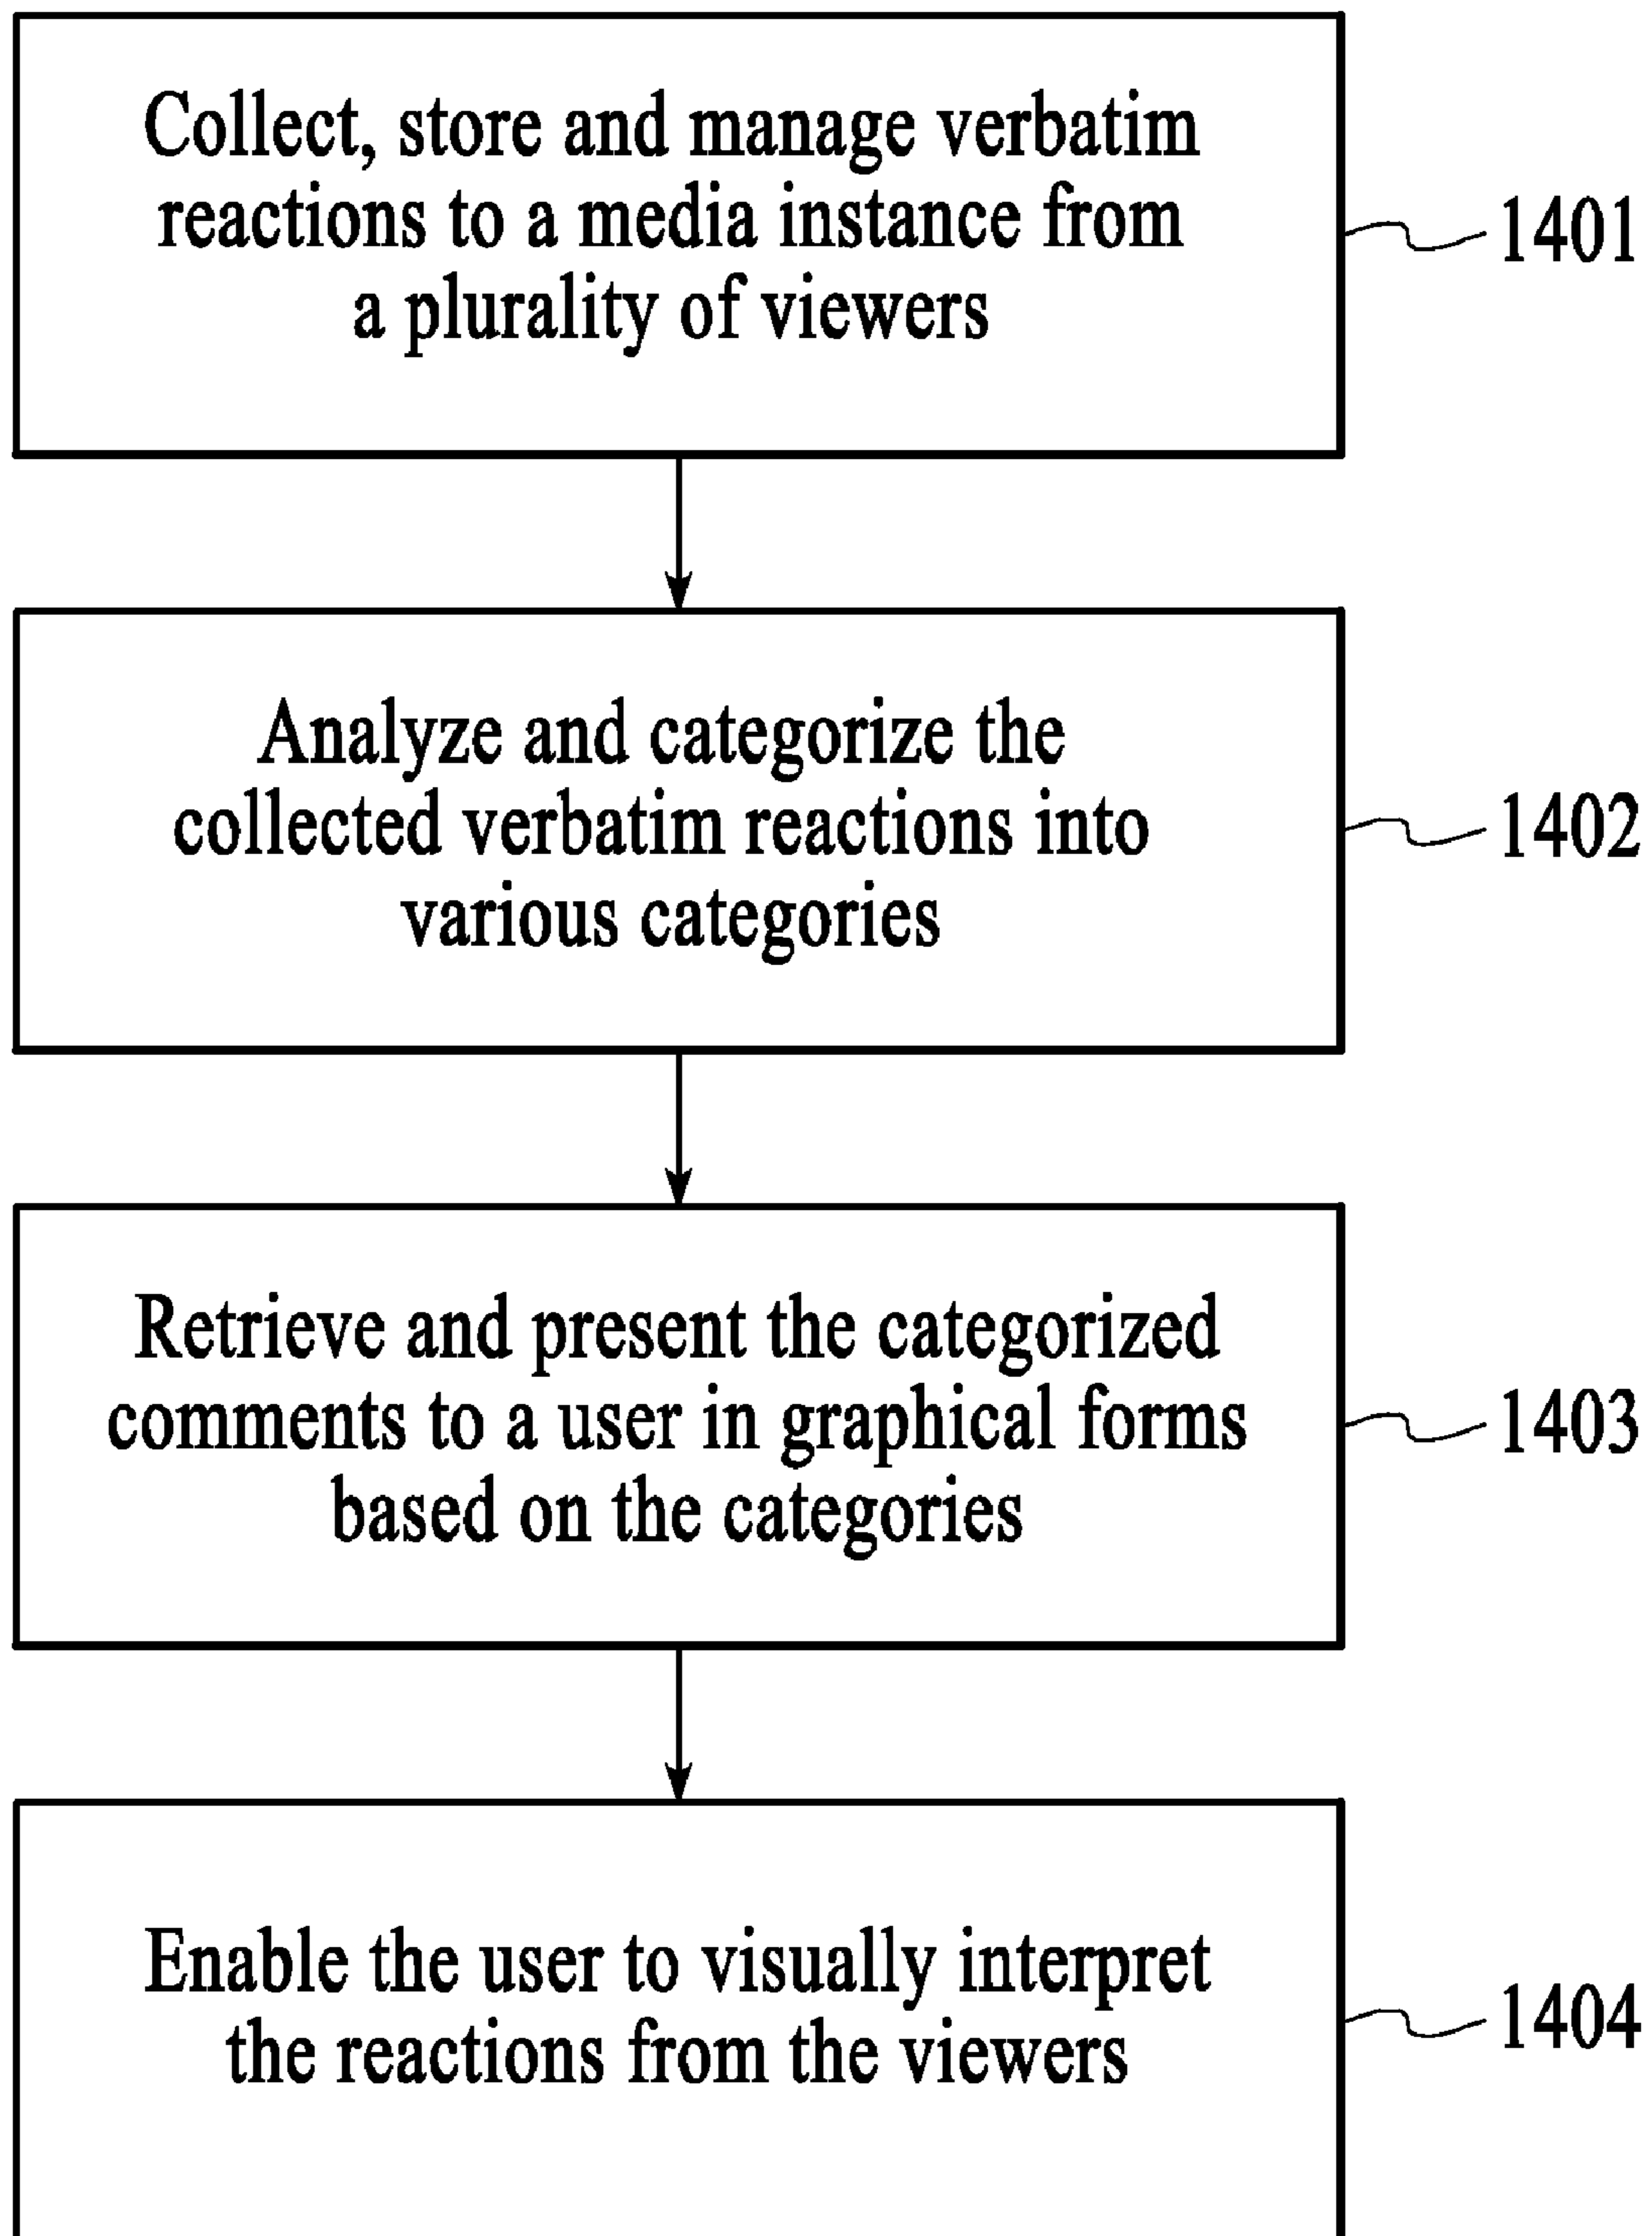 Collect, store and manage verbatim
reactions to a media instance from
a plurality of viewers
1401
Analyze and categorize the
collected verbatim reactions into
various categories
1402
Retrieve and present the categorized
comments to a user in graphical forms
based on the categories
1403
Enable the user to visually interpret
the reactions from the viewers
1404